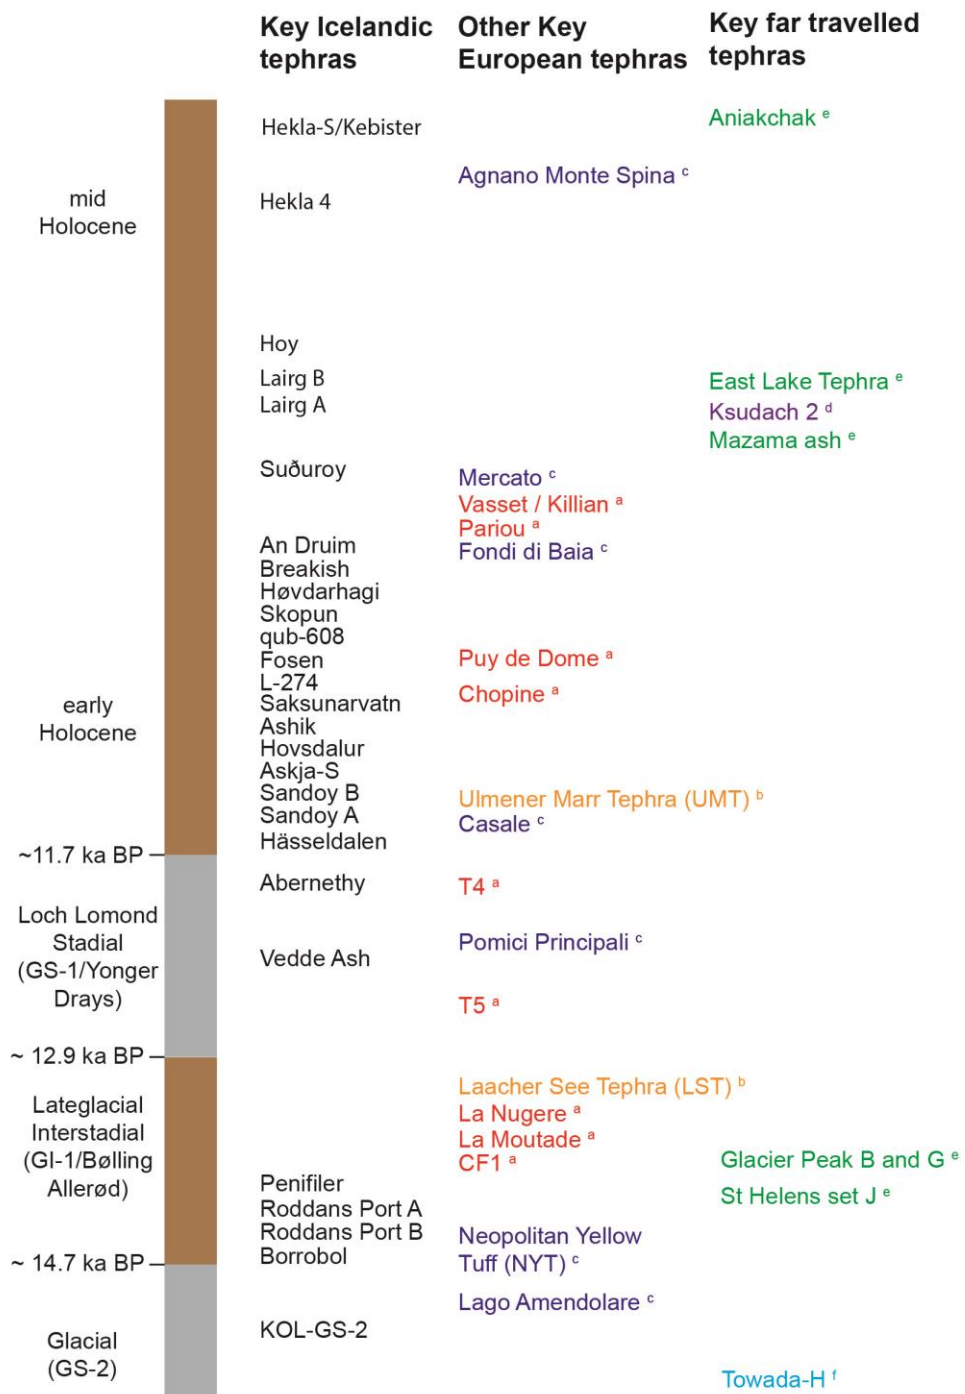 Key Icelandic
tephras
Other Key
European tephras
Key far travelled
tephras
mid
Holocene
early
Holocene
~11.7 ka BP
Loch Lomond
Stadial
(GS-1/Yonger
Drays)
~ 12.9 ka BP
Lateglacial
Interstadial
(GI-1/Bølling
Allerød)
~ 14.7 ka BP
Glacial
(GS-2)
Hekla-S/Kebister
Hekla 4
Hoy
Lairg B
Lairg A
Suðuroy
An Druim
Breakish
Høvdarhagi
Skopun
qub-608
Fosen
L-274
Saksunarvatn
Ashik
Hovsdalur
Askja-S
Sandoy B
Sandoy A
Hässeldalen
Abernethy
Vedde Ash
Penifiler
Roddans Port A
Roddans Port B
Borrobol
KOL-GS-2
Agnano Monte Spina c
Mercato c
Vasset / Killian a
Pariou a
Fondi di Baia c
Puy de Dome a
Chopine a
Ulmener Marr Tephra (UMT) b
Casale c
T4 a
Pomici Principali c
T5 a
Laacher See Tephra (LST) b
La Nugere a
La Moutade a
CF1 a
Neopolitan Yellow
Tuff (NYT) c
Lago Amendolare c
Aniakchak e
East Lake Tephra e
Ksudach 2 d
Mazama ash e
Glacier Peak B and G e
St Helens set J e
Towada-H f